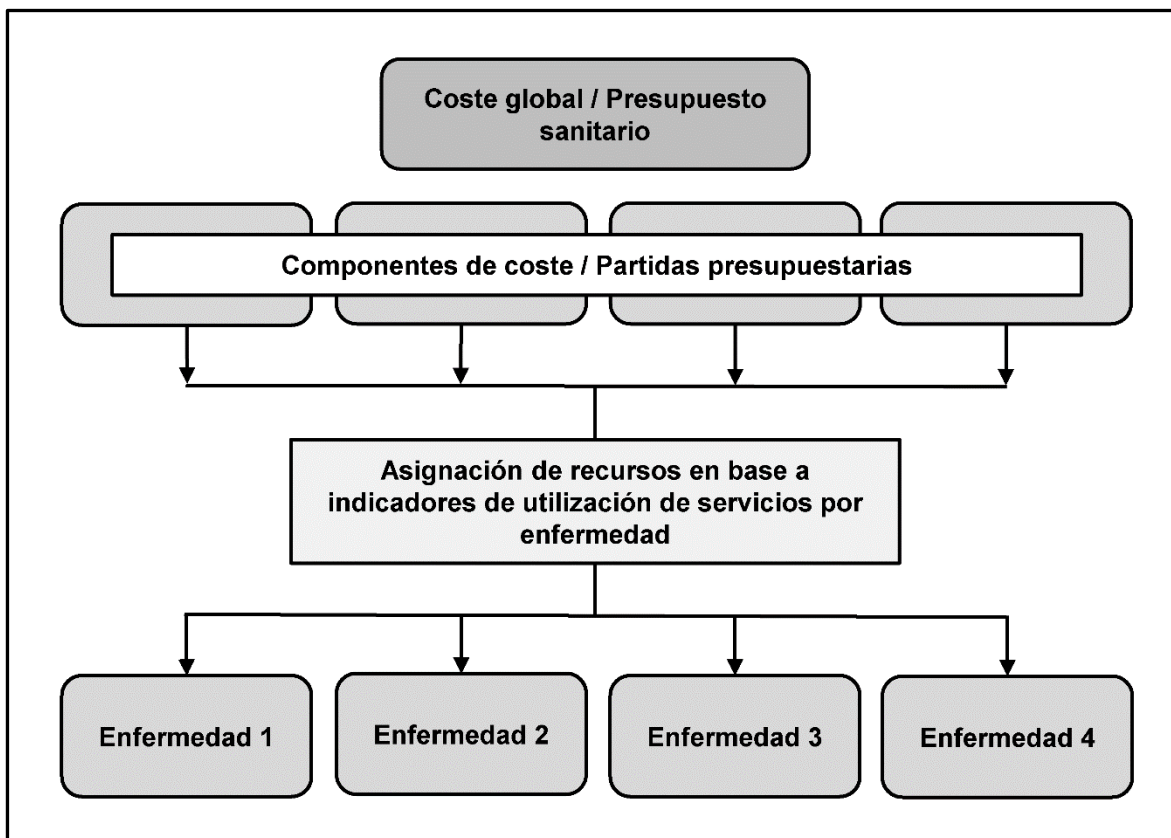 Coste global / Presupuesto
sanitario
Componentes de coste / Partidas presupuestarias
Asignación de recursos en base a
indicadores de utilización de servicios por
enfermedad
Enfermedad 1
Enfermedad 2
Enfermedad 3
Enfermedad 4